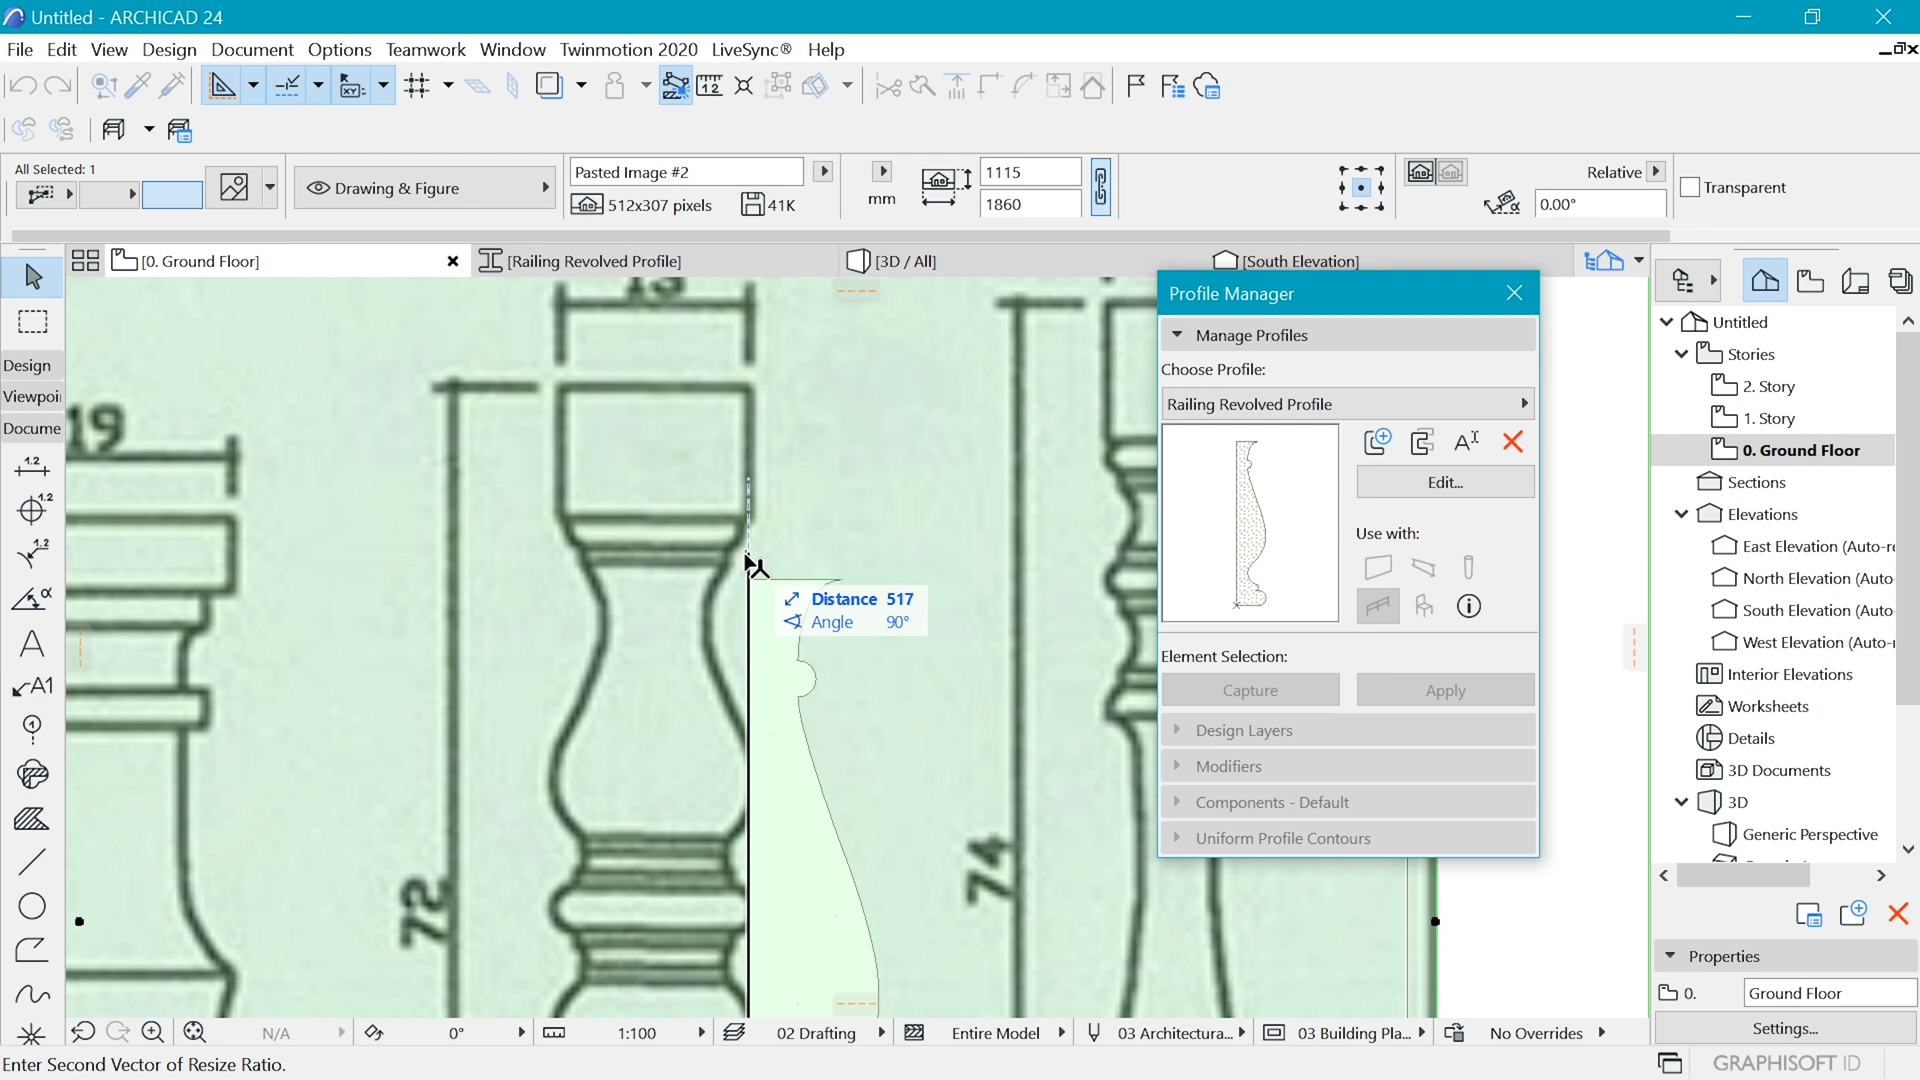 Untitled - ARCHICAD 24
File Edit View Design Document Options Teamwork Window Twinmotion 2020 LiveSync® Help
All Selected: 1
Drawing & Figure
Pasted Image #2
512x307 pixels 41K
mm
1115
1860
Relative
0.00°
Transparent
[0. Ground Floor]
[Railing Revolved Profile]
[3D / All]
[South Elevation]
Design
Viewpoi
Docume
1.2
1.2
1.2
A1
19
72
74
Distance 517
Angle 90°
Profile Manager
Manage Profiles
Choose Profile:
Railing Revolved Profile
Edit...
Use with:
Element Selection:
Capture
Apply
Design Layers
Modifiers
Components - Default
Uniform Profile Contours
Untitled
Stories
2. Story
1. Story
0. Ground Floor
Sections
Elevations
East Elevation (Auto-r
North Elevation (Auto
South Elevation (Auto
West Elevation (Auto-
Interior Elevations
Worksheets
Details
3D Documents
3D
Generic Perspective
Properties
0.
Ground Floor
Settings...
N/A
0°
1:100
02 Drafting
Entire Model
03 Architectura...
03 Building Pla...
No Overrides
Enter Second Vector of Resize Ratio.
GRAPHISOFT ID